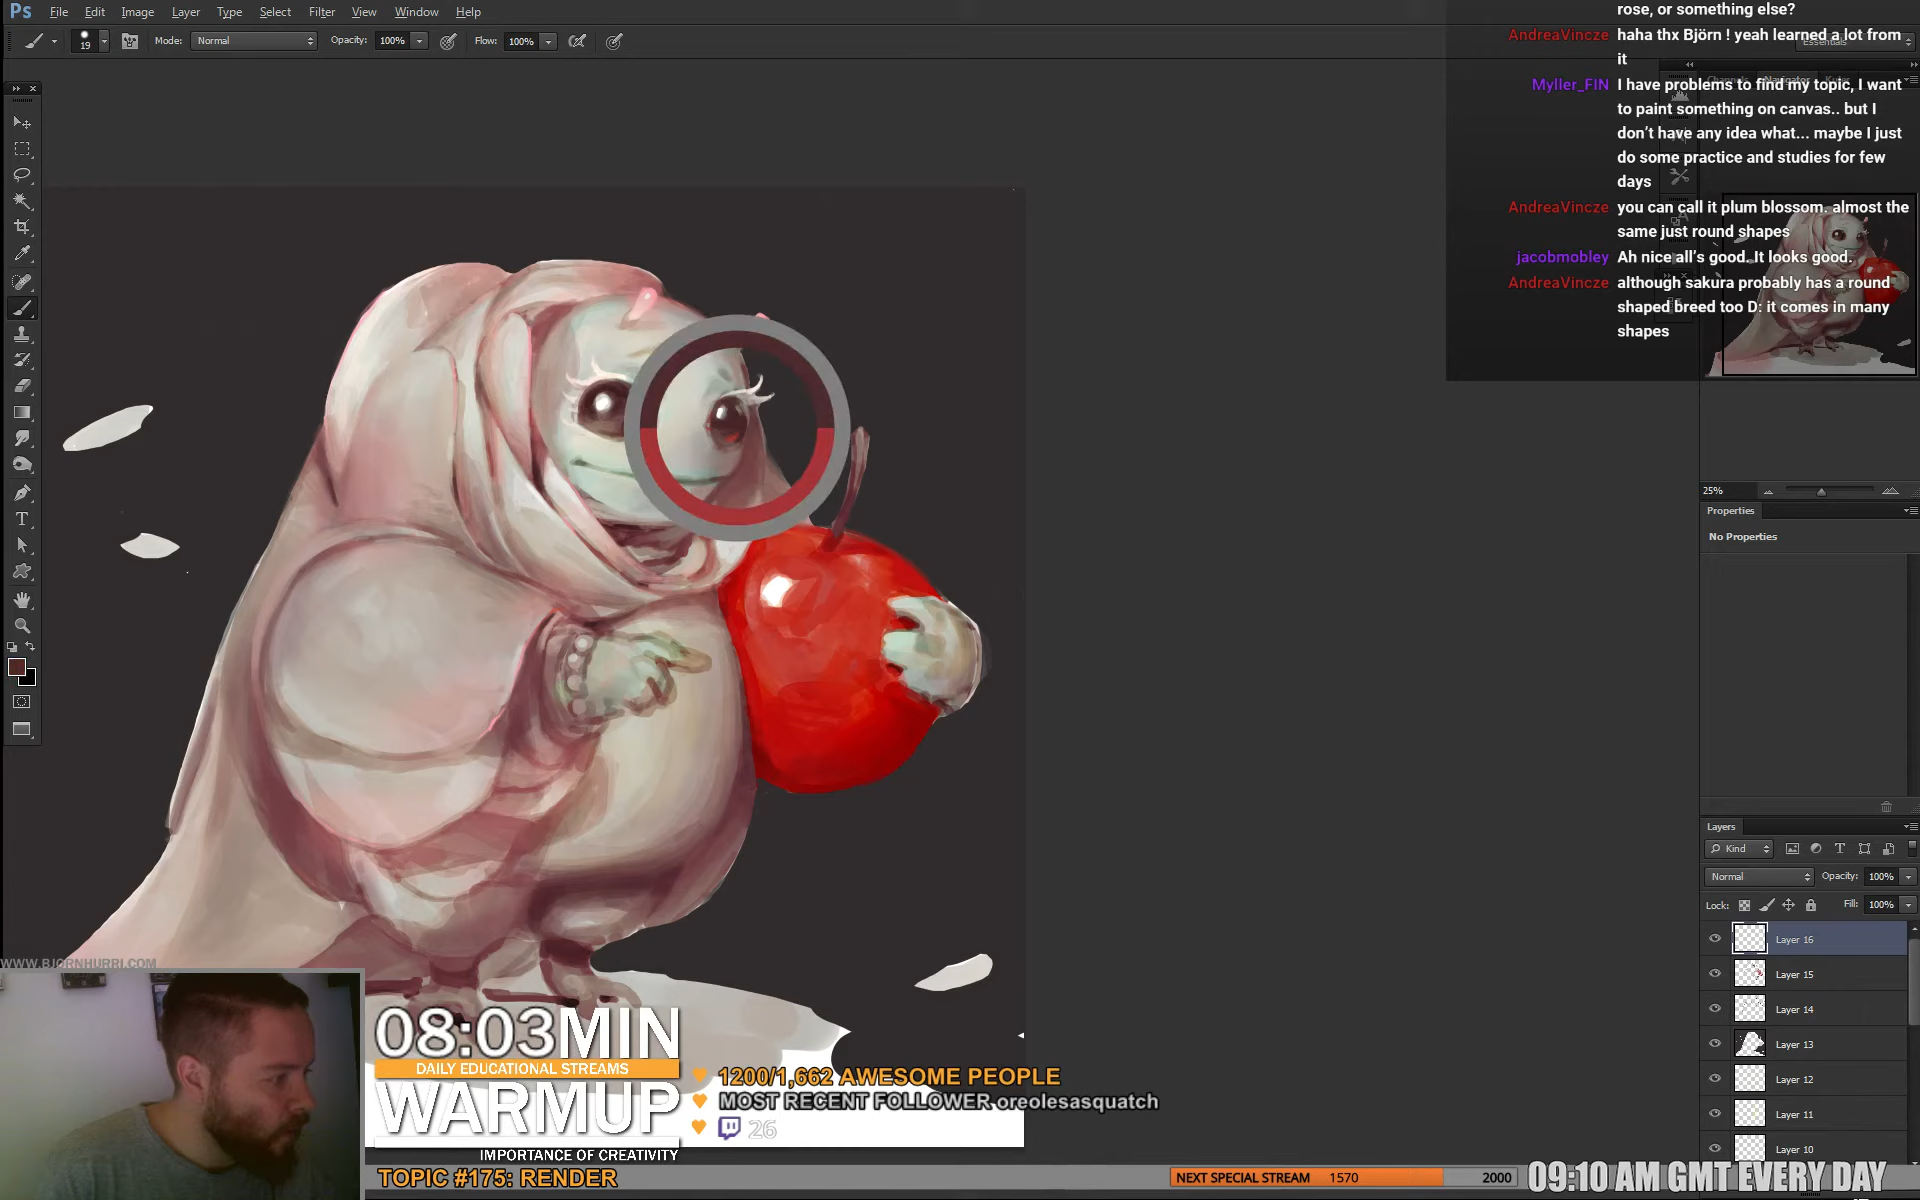 Ps File Edit Image Layer Type Select Filter View Window Help
19 Mode: Normal Opacity: 100% Flow: 100%
Essentials
rose, or something else?
AndreaVincze haha thx Björn ! yeah learned a lot from
it
Myller_FIN I have problems to find my topic, I want
to paint something on canvas.. but I
don't have any idea what... maybe I just
do some practice and studies for few
days
AndreaVincze you can call it plum blossom. almost the
same just round shapes
jacobmobley Ah nice all's good. It looks good.
AndreaVincze although sakura probably has a round
shaped breed too D: it comes in many
shapes
25%
Properties
No Properties
Layers
Kind
Normal Opacity: 100%
Lock: Fill: 100%
Layer 16
Layer 15
Layer 14
Layer 13
Layer 12
Layer 11
Layer 10
WWW.BJORNHURRI.COM
08:03MIN
DAILY EDUCATIONAL STREAMS
WARMUP
IMPORTANCE OF CREATIVITY
TOPIC #175: RENDER
1200/1,662 AWESOME PEOPLE
MOST RECENT FOLLOWER oreolesasquatch
26
NEXT SPECIAL STREAM 1570 2000
09:10 AM GMT EVERY DAY